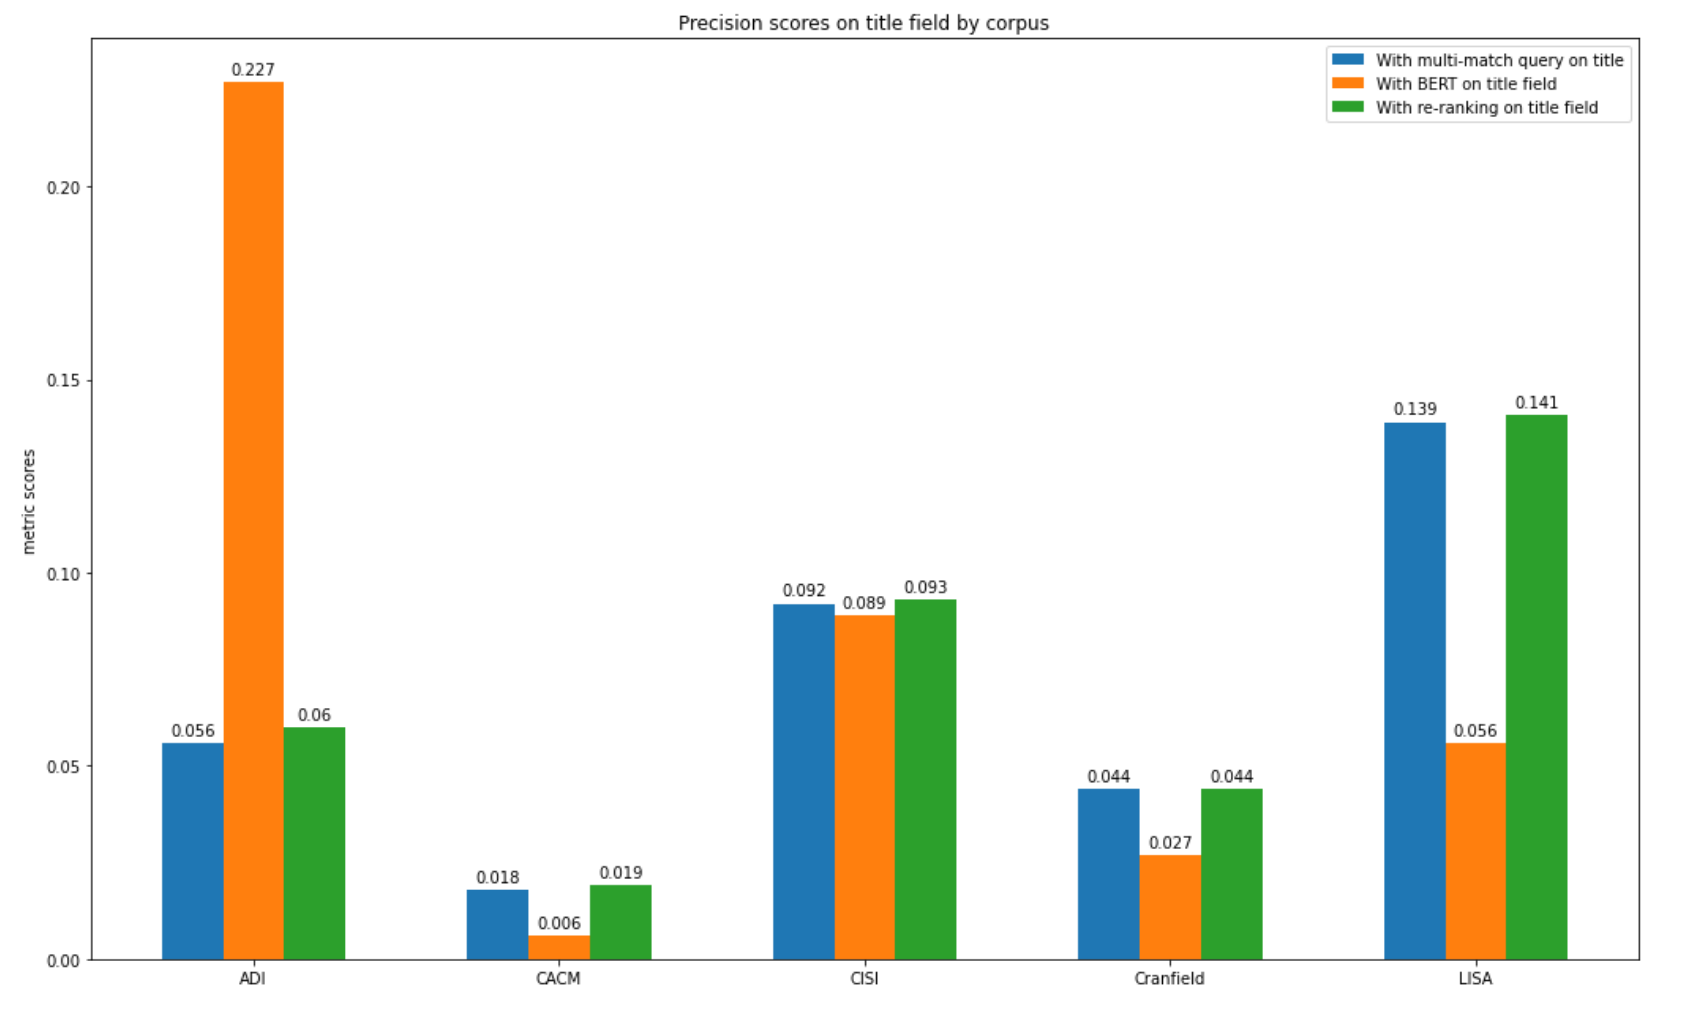 Precision scores on title field by corpus
With multi-match query on title
With BERT on title field
With re-ranking on title field
metric scores
0.20
0.15
0.10
0.05
0.00
0.056
0.227
0.06
0.018
0.006
0.019
0.092
0.089
0.093
0.044
0.027
0.044
0.139
0.056
0.141
ADI
CACM
CISI
Cranfield
LISA